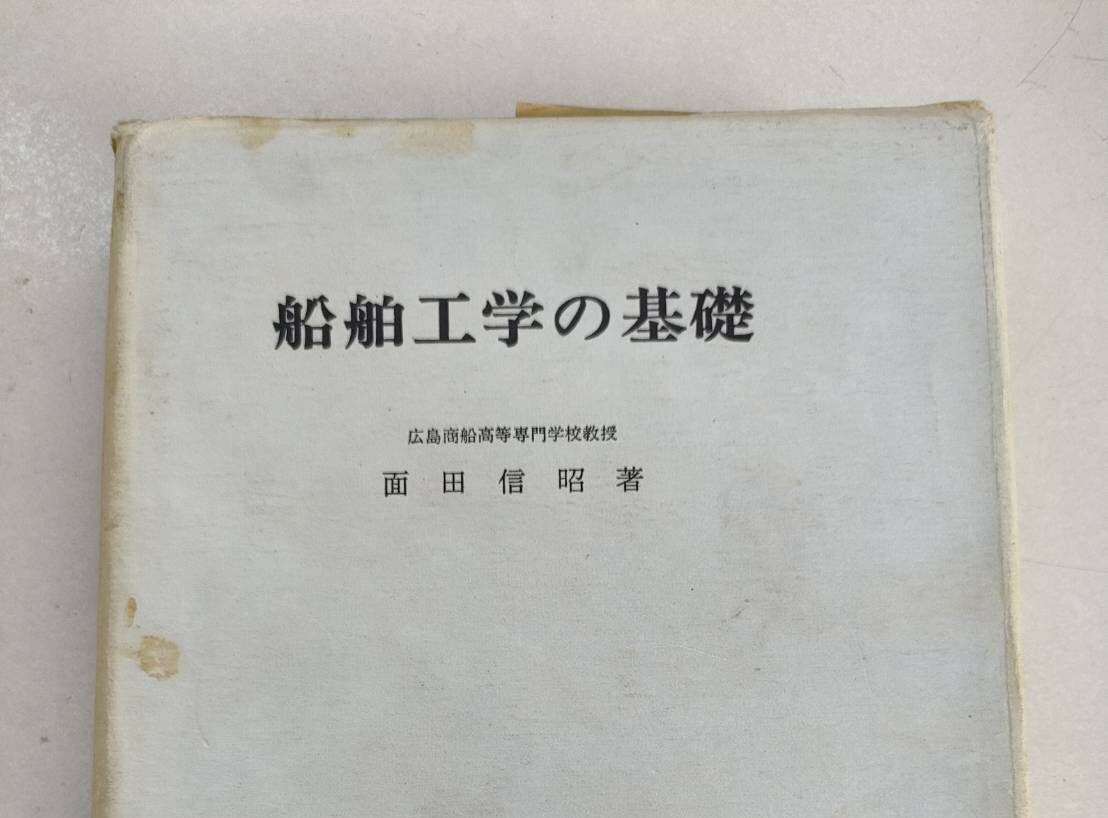 船舶工学の基礎
広島商船高等専門学校教授
面田信昭著